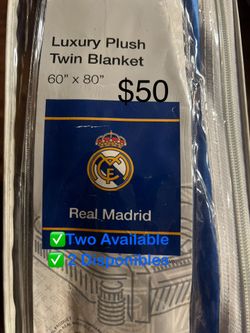 Luxury Plush
Twin Blanket
60" x 80"
$50
Real Madrid
✅Two Available
✅ 2 Disponibles